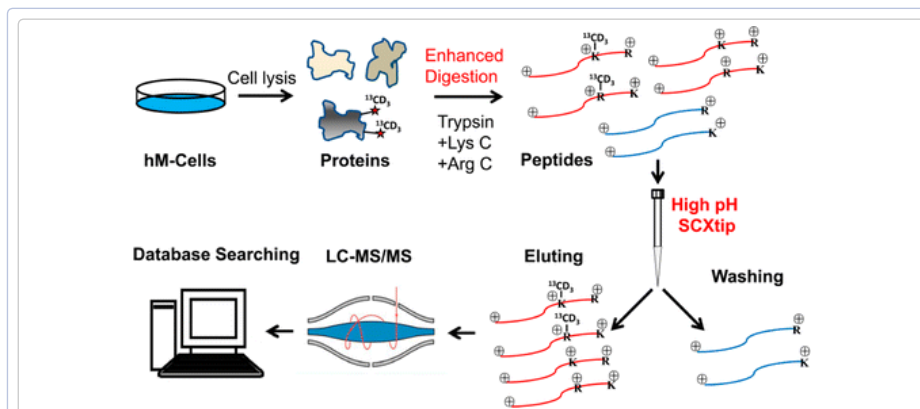 Cell lysis
hM-Cells
¹³CD₃
¹³CD₃
Proteins
Enhanced
Digestion
Trypsin
+Lys C
+Arg C
¹³CD₃
⊕ ⊕ K ⊕ R
¹³CD₃
⊕ ⊕ R ⊕ K
⊕ ⊕ K ⊕ R
⊕ ⊕ R ⊕ K
⊕ ⊕ R
⊕ ⊕ K
Peptides
High pH
SCXtip
Washing
⊕ ⊕ R
⊕ ⊕ K
Eluting
¹³CD₃
⊕ ⊕ K ⊕ R
¹³CD₃
⊕ ⊕ R ⊕ K
⊕ ⊕ K ⊕ R
⊕ ⊕ R ⊕ K
LC-MS/MS
Database Searching